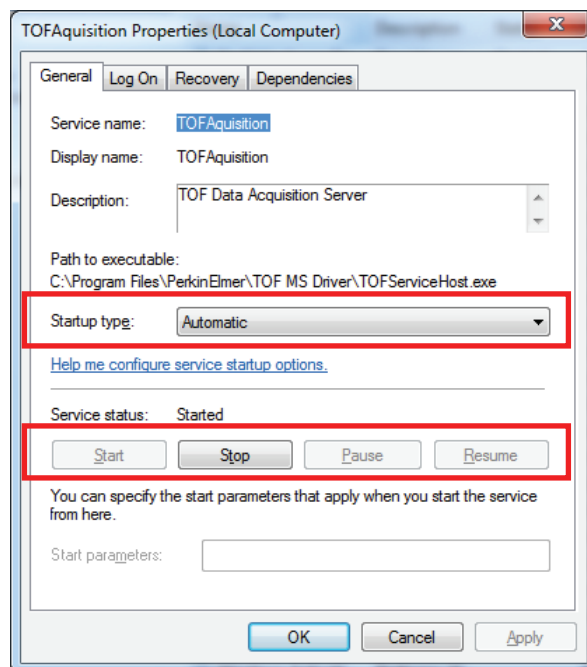 TOFAquisition Properties (Local Computer)
General Log On Recovery Dependencies
Service name: TOFAquisition
Display name: TOFAquisition
Description: TOF Data Acquisition Server
Path to executable:
C:\Program Files\PerkinElmer\TOF MS Driver\TOFServiceHost.exe
Startup type: Automatic
Help me configure service startup options.
Service status: Started
Start Stop Pause Resume
You can specify the start parameters that apply when you start the service
from here.
Start parameters:
OK Cancel Apply